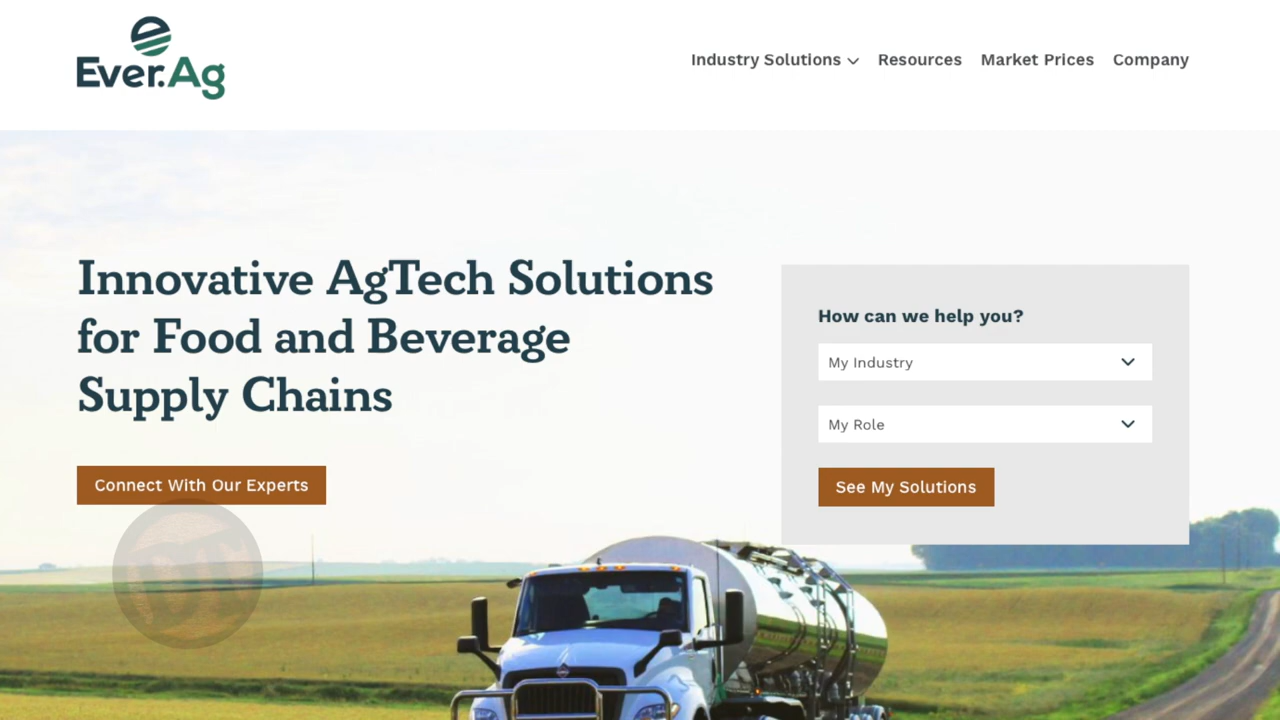 Ever.Ag
Industry Solutions
Resources
Market Prices
Company
Innovative AgTech Solutions
for Food and Beverage
Supply Chains
Connect With Our Experts
How can we help you?
My Industry
My Role
See My Solutions